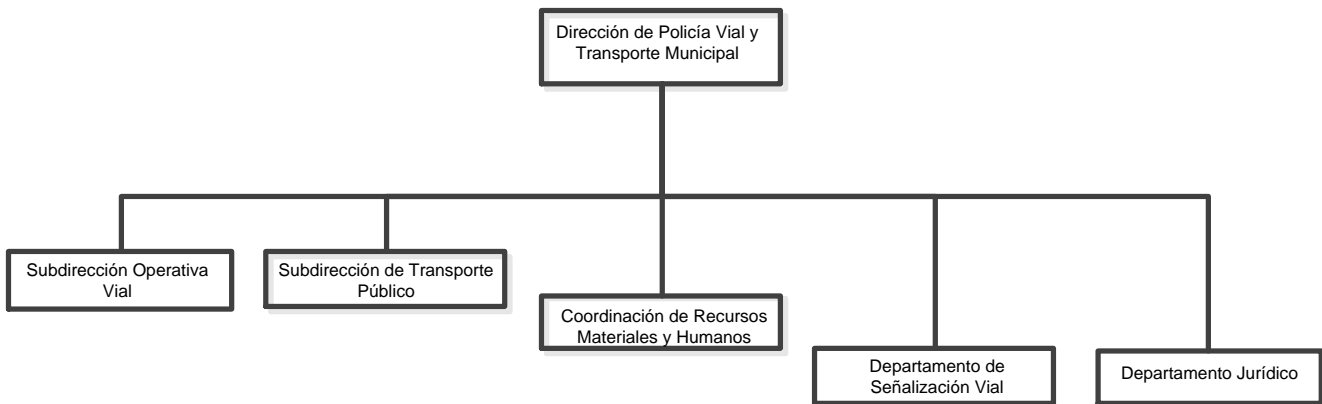 Dirección de Policía Vial y
Transporte Municipal
Subdirección Operativa
Vial
Subdirección de Transporte
Público
Coordinación de Recursos
Materiales y Humanos
Departamento de
Señalización Vial
Departamento Jurídico